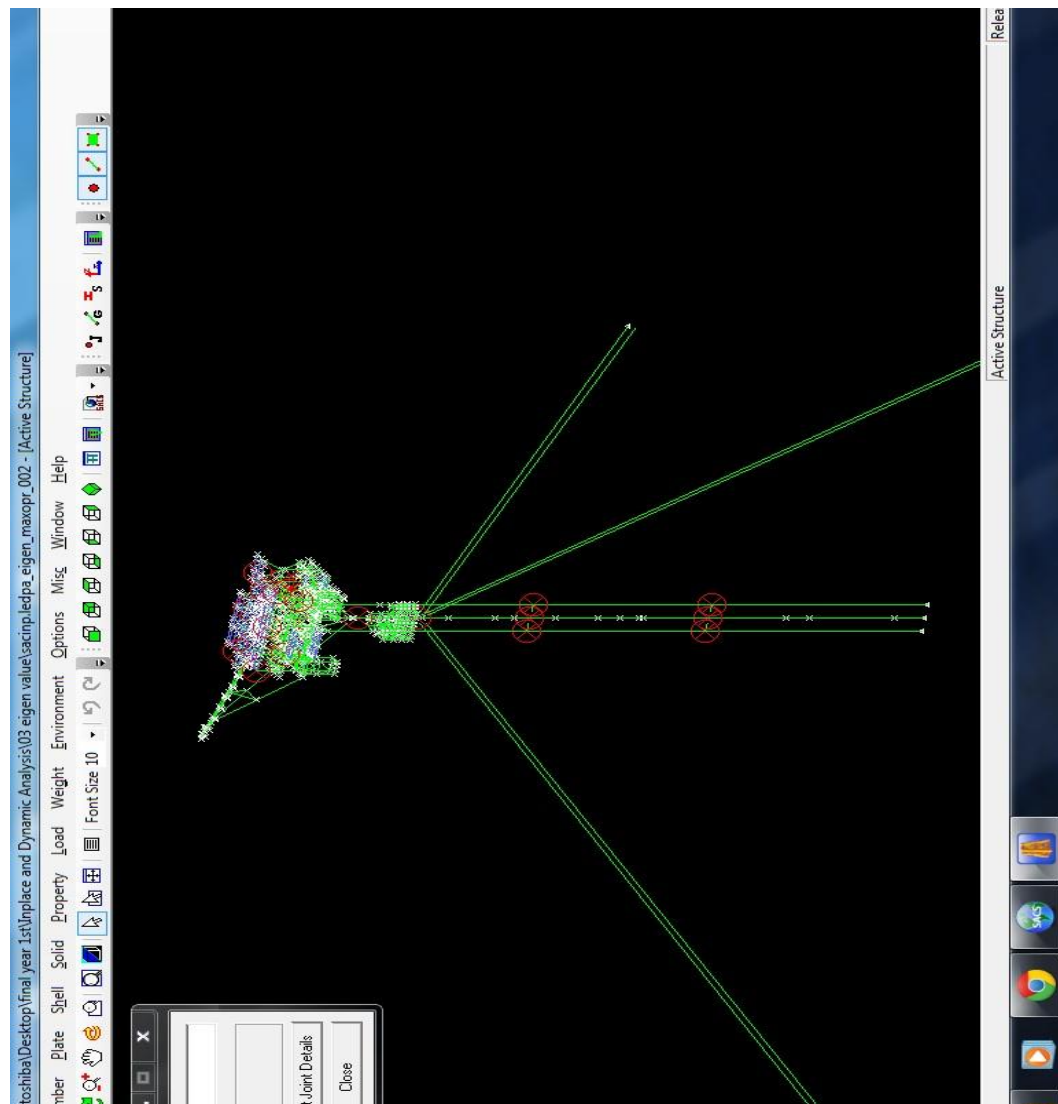 toshiba\Desktop\final year 1st\Inplace and Dynamic Analysis\03 eigen value\sacinp.ledpa_eigen_maxopr_002 - [Active Structure]
mber Plate Shell Solid Property Load Weight Environment Options Misc Window Help
Font Size 10
J G S
t Joint Details
Close
Active Structure
Relea
SACS